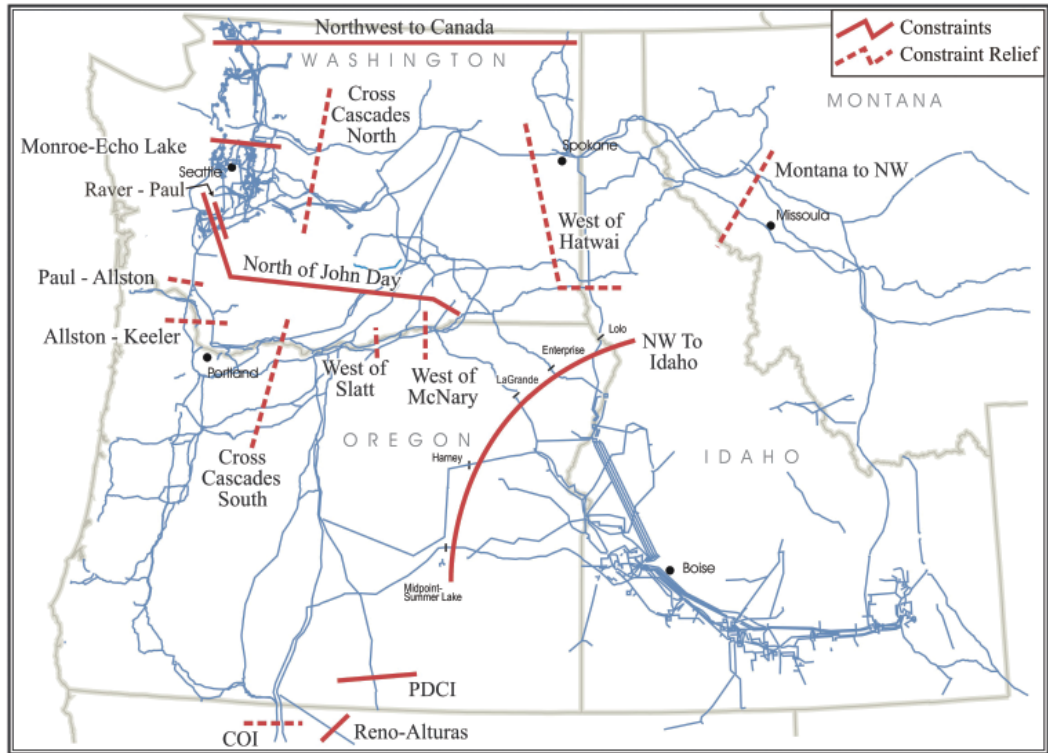 Northwest to Canada
Constraints
Constraint Relief
WASHINGTON
MONTANA
Cross
Cascades
North
Monroe-Echo Lake
Seattle
Spokane
Raver - Paul
Montana to NW
Missoula
West of
Hatwai
North of John Day
Paul - Allston
Allston - Keeler
Portland
West of
Slatt
West of
McNary
Lolo
Enterprise
LaGrande
NW To
Idaho
OREGON
IDAHO
Harney
Cross
Cascades
South
Boise
Midpoint-
Summer Lake
PDCI
COI
Reno-Alturas